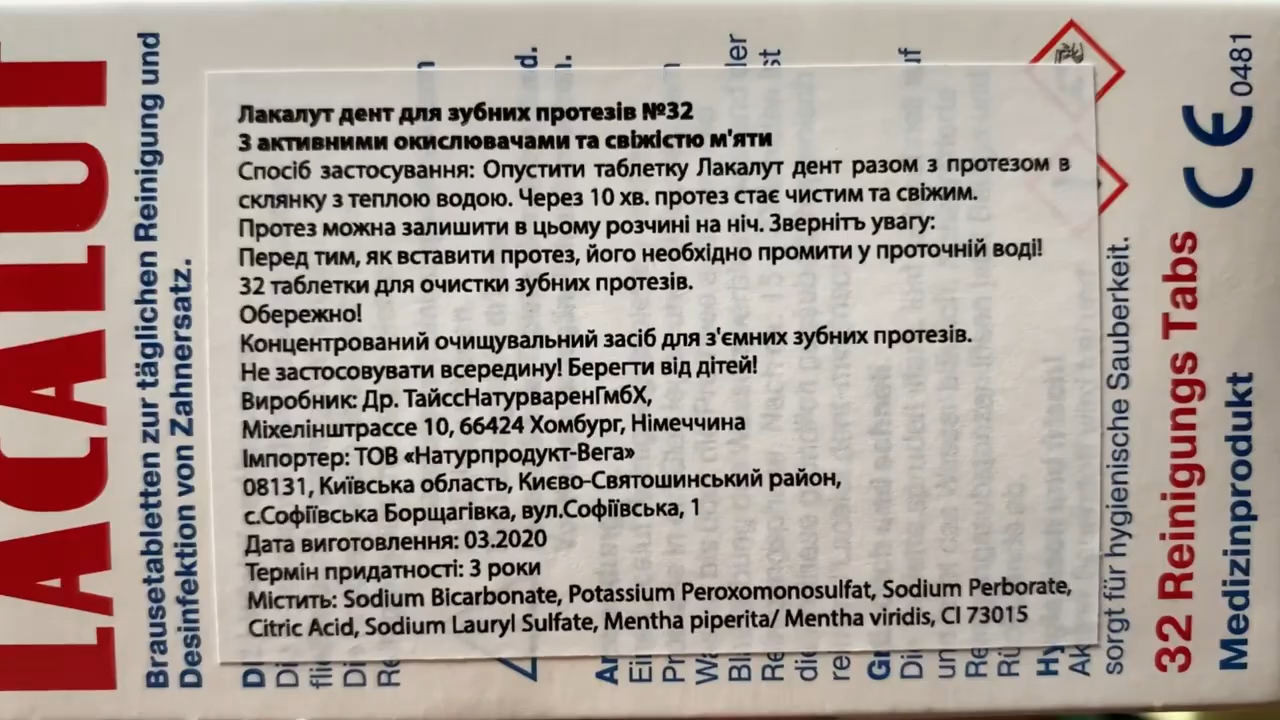 LACALUT
Brausetabletten zur täglichen Reinigung und
Desinfektion von Zahnersatz.
Лакалут дент для зубних протезів №32
З активними окислювачами та свіжістю м'яти
Спосіб застосування: Опустити таблетку Лакалут дент разом з протезом в
склянку з теплою водою. Через 10 хв. протез стає чистим та свіжим.
Протез можна залишити в цьому розчині на ніч. Зверніть увагу:
Перед тим, як вставити протез, його необхідно промити у проточній воді!
32 таблетки для очистки зубних протезів.
Обережно!
Концентрований очищувальний засіб для з'ємних зубних протезів.
Не застосовувати всередину! Берегти від дітей!
Виробник: Др. ТайссНатурваренГмбХ,
Міхелінштрассе 10, 66424 Хомбург, Німеччина
Імпортер: ТОВ «Натурпродукт-Вега»
08131, Київська область, Києво-Святошинський район,
с.Софіївська Борщагівка, вул.Софіївська, 1
Дата виготовлення: 03.2020
Термін придатності: 3 роки
Містить: Sodium Bicarbonate, Potassium Peroxomonosulfat, Sodium Perborate,
Citric Acid, Sodium Lauryl Sulfate, Mentha piperita/ Mentha viridis, CI 73015
sorgt für hygienische Sauberkeit.
32 Reinigungs Tabs
Medizinprodukt
CE 0481